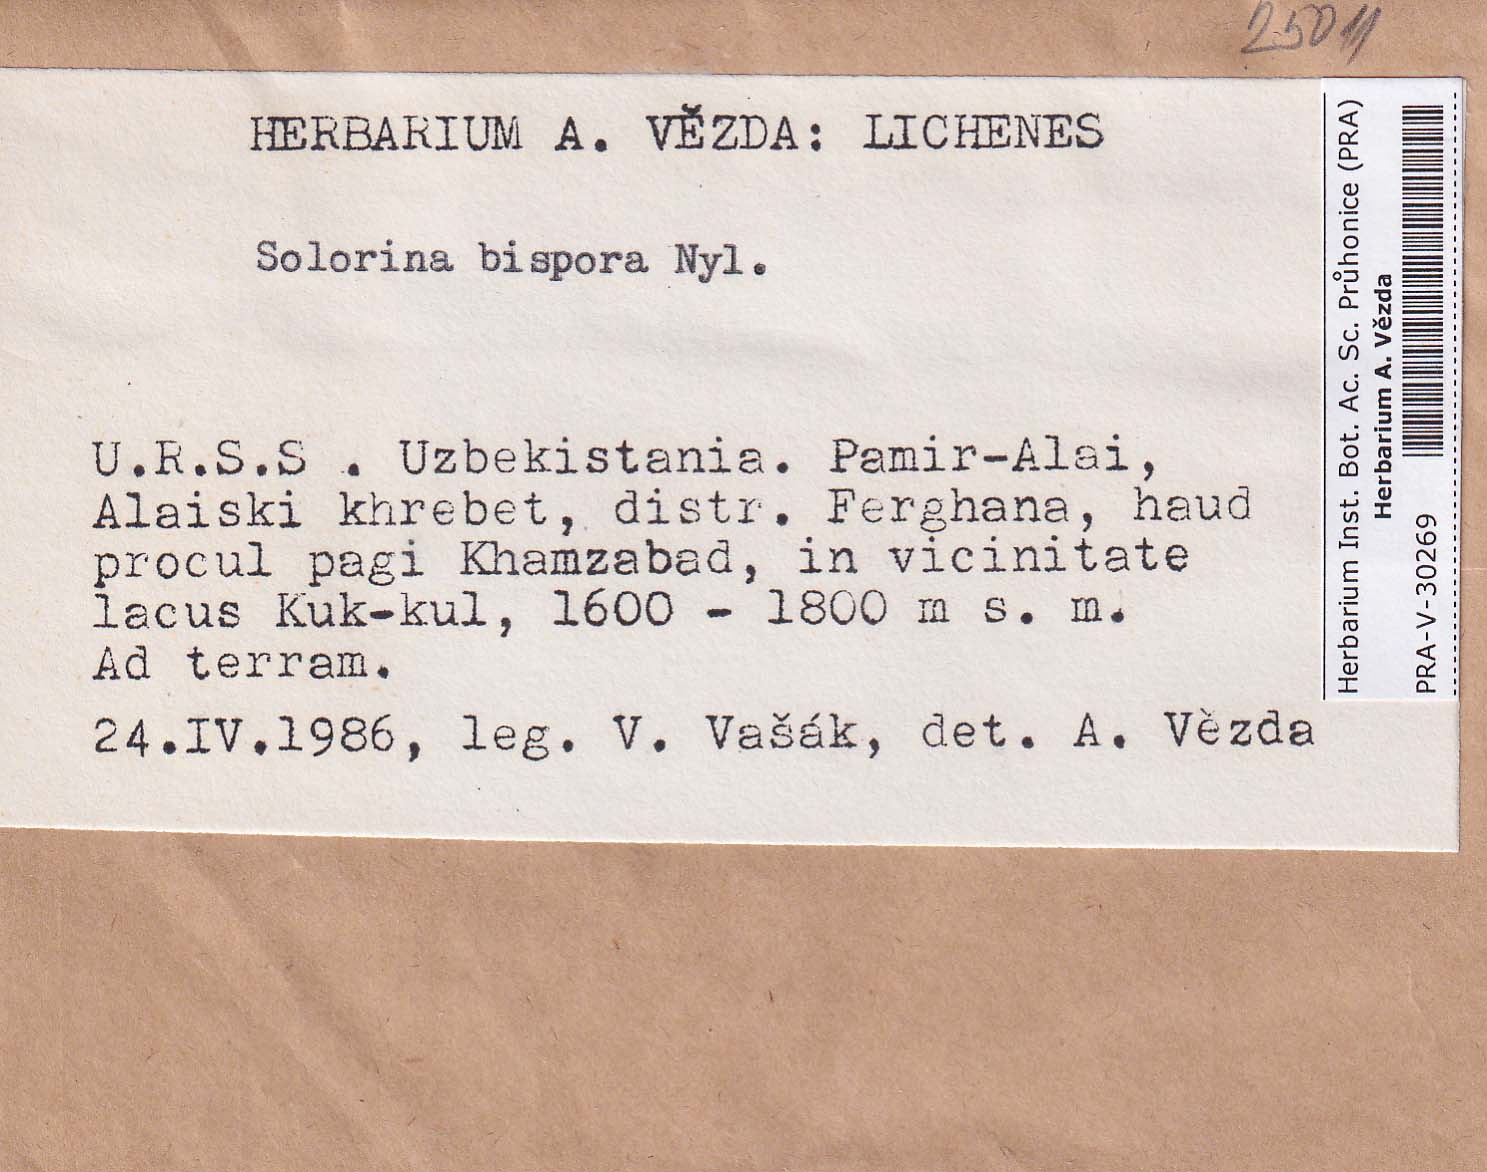 25011
HERBARIUM A. VĚZDA: LICHENES
Solorina bispora Nyl.
U.R.S.S . Uzbekistania. Pamir-Alai,
Alaiski khrebet, distr. Ferghana, haud
procul pagi Khamzabad, in vicinitate
lacus Kuk-kul, 1600 - 1800 m s. m.
Ad terram.
24.IV.1986, leg. V. Vašák, det. A. Vězda
Herbarium Inst. Bot. Ac. Sc. Průhonice (PRA)
Herbarium A. Vězda
PRA-V-30269